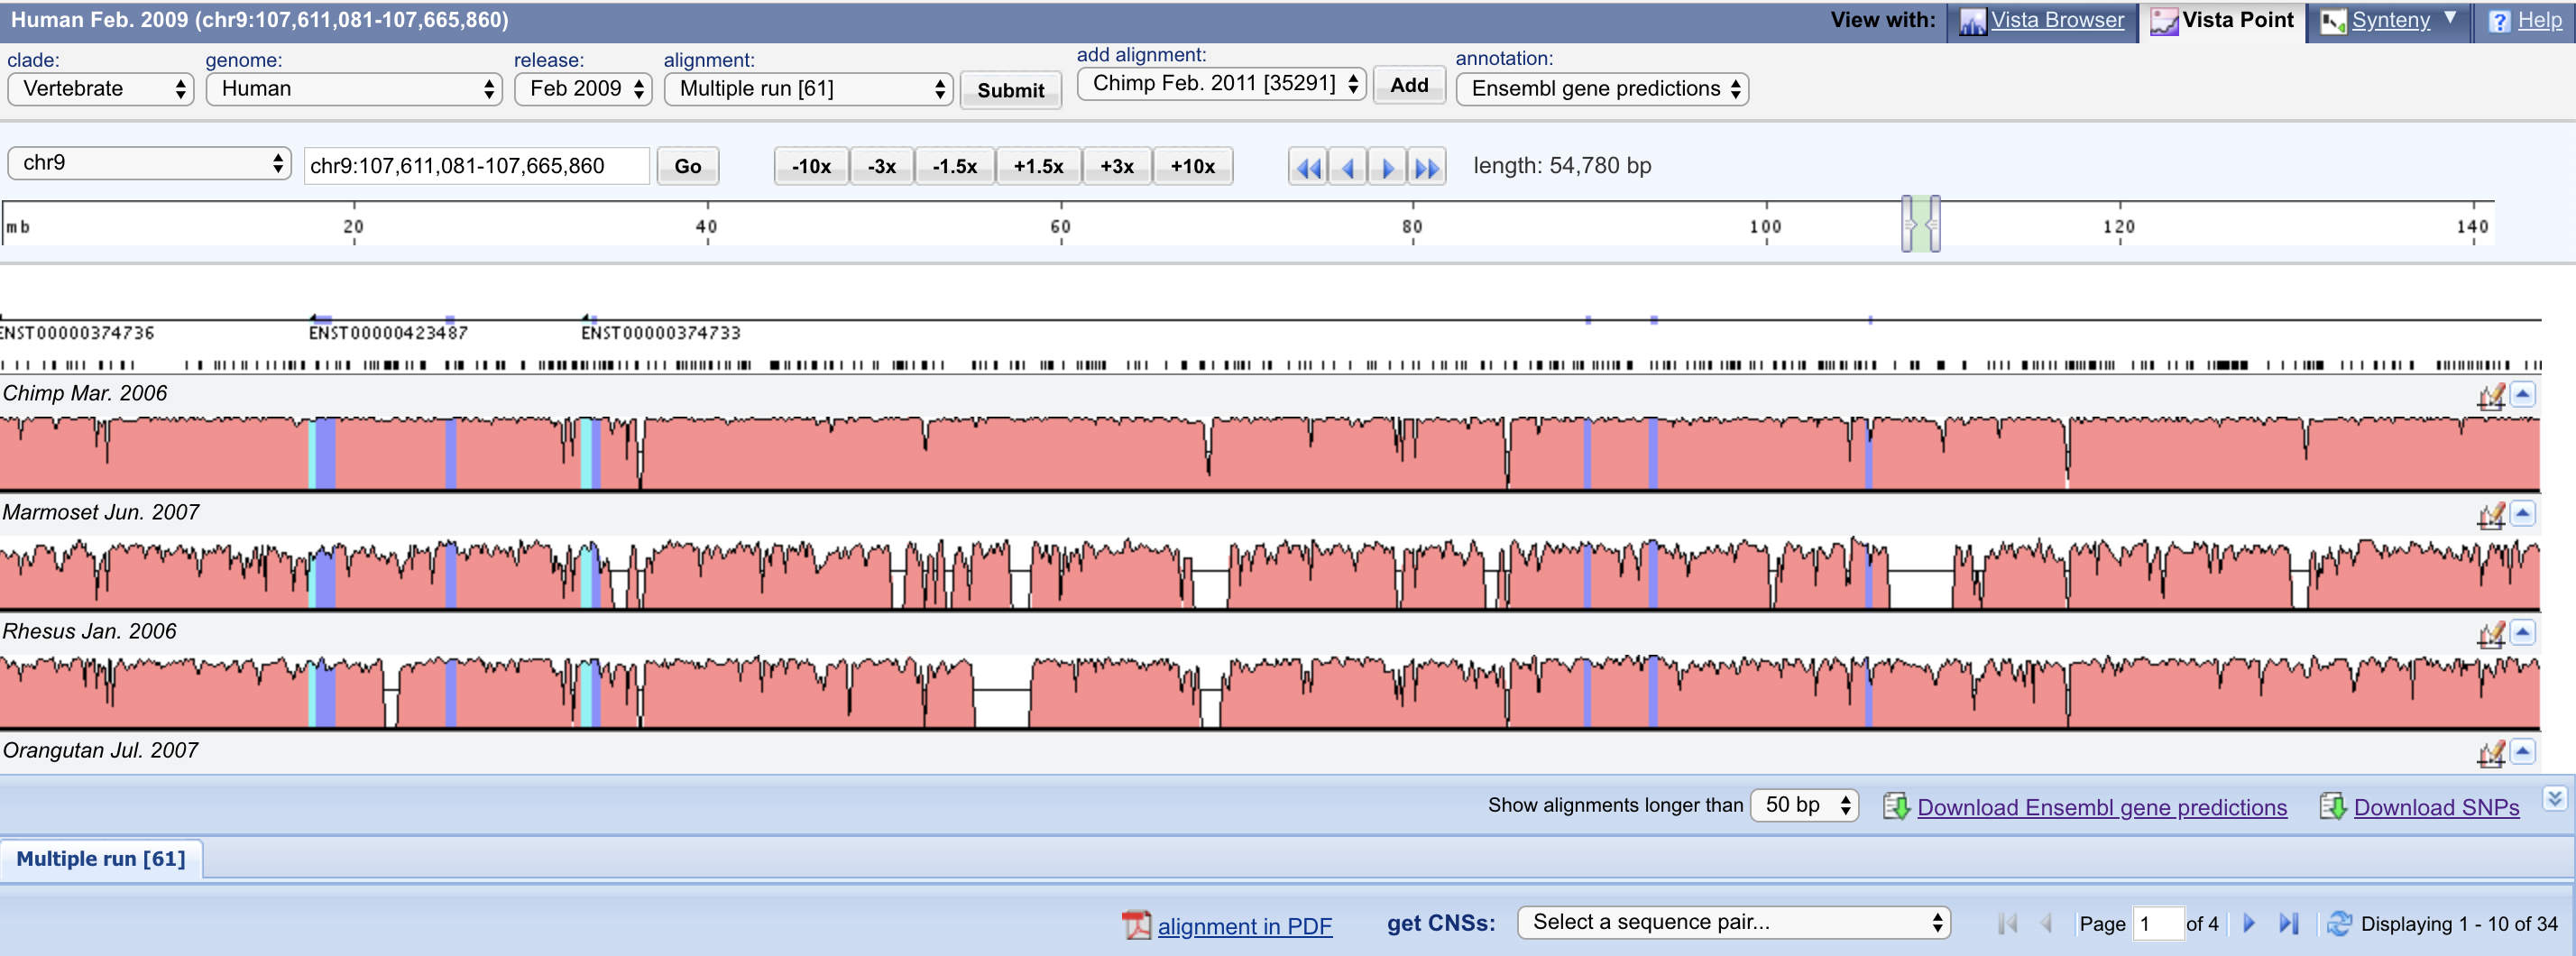 Human Feb. 2009 (chr9:107,611,081-107,665,860) View with: Vista Browser Vista Point Synteny Help
clade: genome: release: alignment: add alignment: annotation:
Vertebrate Human Feb 2009 Multiple run [61] Submit Chimp Feb. 2011 [35291] Add Ensembl gene predictions
chr9 chr9:107,611,081-107,665,860 Go -10x -3x -1.5x +1.5x +3x +10x length: 54,780 bp
mb 20 40 60 80 100 120 140
ENST00000374736 ENST00000423487 ENST00000374733
Chimp Mar. 2006
Marmoset Jun. 2007
Rhesus Jan. 2006
Orangutan Jul. 2007
Show alignments longer than 50 bp Download Ensembl gene predictions Download SNPs
Multiple run [61]
alignment in PDF get CNSs: Select a sequence pair... Page 1 of 4 Displaying 1 - 10 of 34